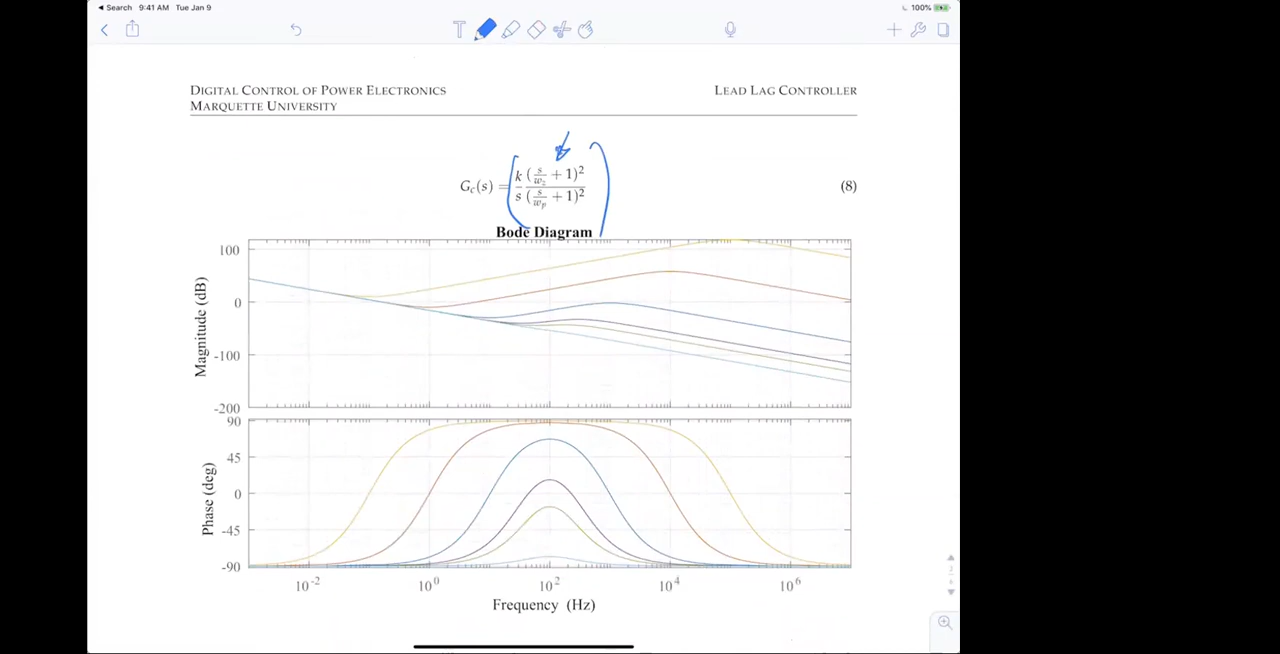 Search 9:41 AM Tue Jan 9 100%
DIGITAL CONTROL OF POWER ELECTRONICS LEAD LAG CONTROLLER
MARQUETTE UNIVERSITY
G_c(s) = k/s (s/w_z + 1)^2 / (s/w_p + 1)^2 (8)
Bode Diagram
Magnitude (dB)
100
0
-100
-200
Phase (deg)
90
45
0
-45
-90
10^-2 10^0 10^2 10^4 10^6
Frequency (Hz)